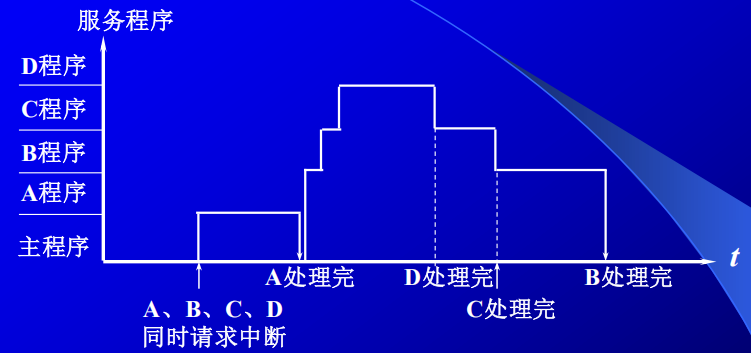 服务程序
D程序
C程序
B程序
A程序
主程序
t
A处理完
D处理完
B处理完
A、B、C、D
同时请求中断
C处理完